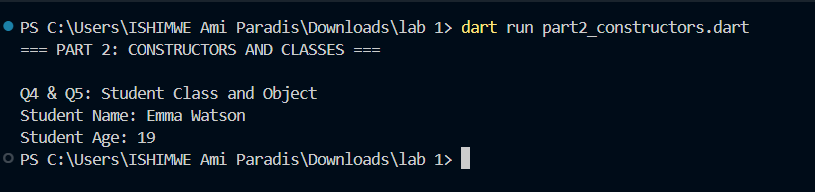 PS C:\Users\ISHIMWE Ami Paradis\Downloads\lab 1> dart run part2_constructors.dart
=== PART 2: CONSTRUCTORS AND CLASSES ===
Q4 & Q5: Student Class and Object
Student Name: Emma Watson
Student Age: 19
PS C:\Users\ISHIMWE Ami Paradis\Downloads\lab 1>